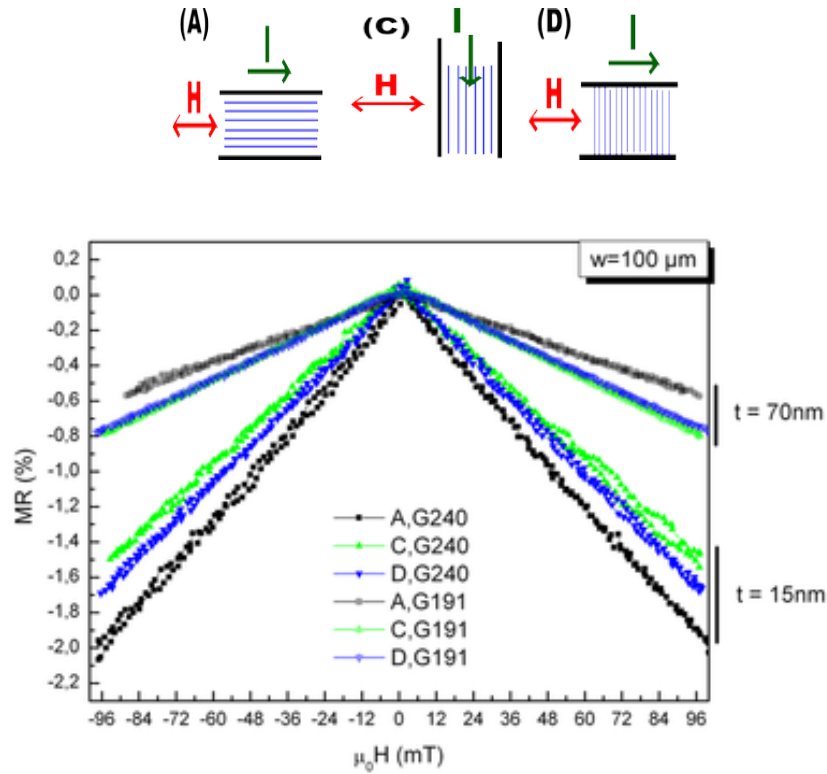 (A) (C) (D)
I I I
H H H
w=100 µm
0,2
0,0
-0,2
-0,4
-0,6
-0,8
-1,0
-1,2
-1,4
-1,6
-1,8
-2,0
-2,2
MR (%)
t = 70nm
t = 15nm
A,G240
C,G240
D,G240
A,G191
C,G191
D,G191
-96 -84 -72 -60 -48 -36 -24 -12 0 12 24 36 48 60 72 84 96
μ₀H (mT)